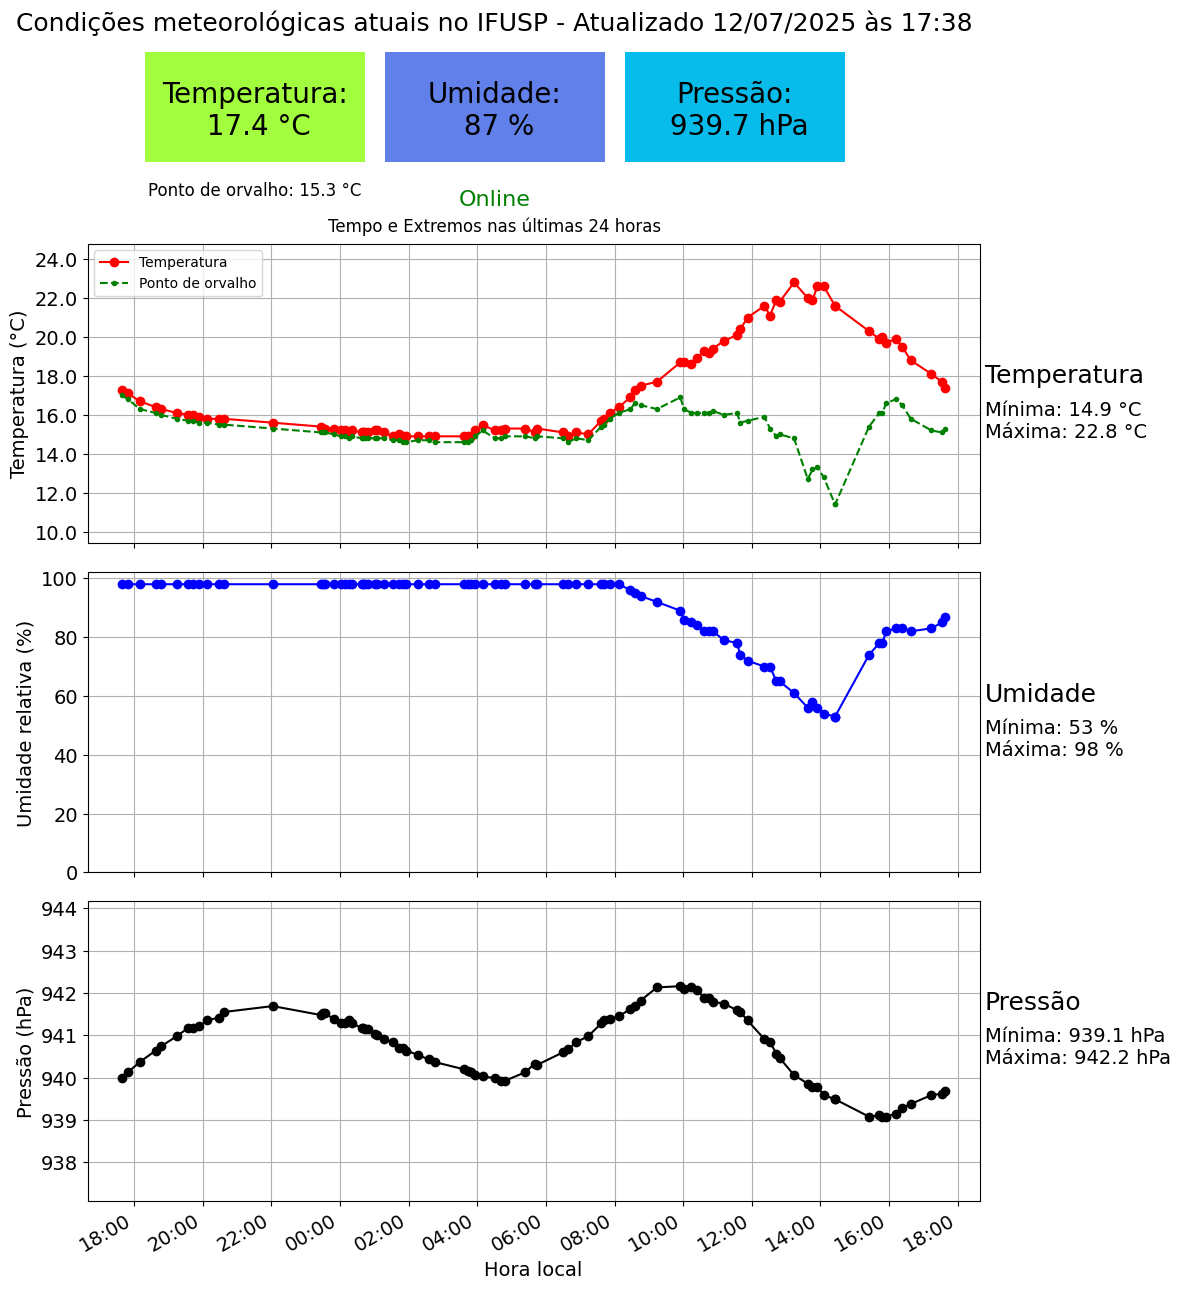 Condições meteorológicas atuais no IFUSP - Atualizado 12/07/2025 às 17:38
Temperatura:
17.4 °C
Umidade:
87 %
Pressão:
939.7 hPa
Ponto de orvalho: 15.3 °C
Online
Tempo e Extremos nas últimas 24 horas
Temperatura
Ponto de orvalho
Temperatura (°C)
24.0
22.0
20.0
18.0
16.0
14.0
12.0
10.0
Temperatura
Mínima: 14.9 °C
Máxima: 22.8 °C
Umidade relativa (%)
100
80
60
40
20
0
Umidade
Mínima: 53 %
Máxima: 98 %
Pressão (hPa)
944
943
942
941
940
939
938
Pressão
Mínima: 939.1 hPa
Máxima: 942.2 hPa
18:00 20:00 22:00 00:00 02:00 04:00 06:00 08:00 10:00 12:00 14:00 16:00 18:00
Hora local